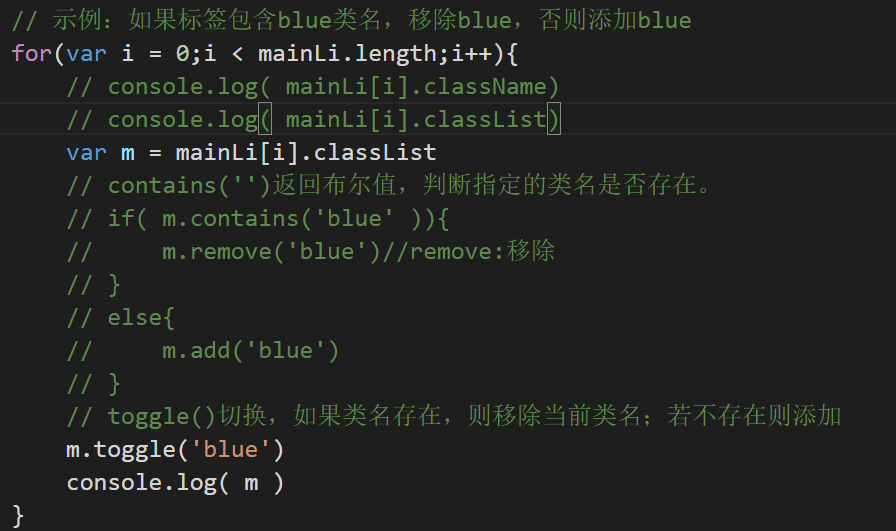 // 示例：如果标签包含blue类名，移除blue，否则添加blue
for(var i = 0;i < mainLi.length;i++){
    // console.log( mainLi[i].className)
    // console.log( mainLi[i].classList)
    var m = mainLi[i].classList
    // contains('')返回布尔值，判断指定的类名是否存在。
    // if( m.contains('blue' )){
    //     m.remove('blue')//remove:移除
    // }
    // else{
    //     m.add('blue')
    // }
    // toggle()切换，如果类名存在，则移除当前类名；若不存在则添加
    m.toggle('blue')
    console.log( m )
}